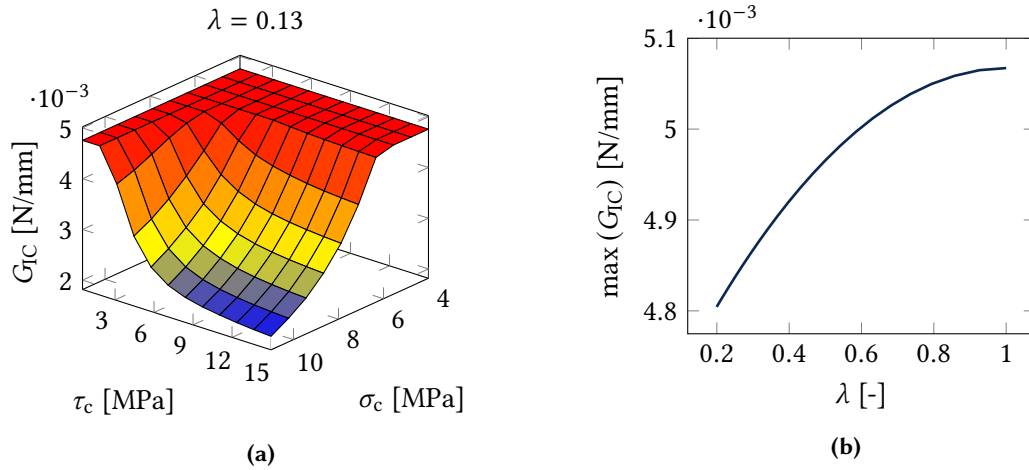 λ = 0.13
·10⁻³
5
4
3
2
G_IC [N/mm]
3
6
9
12
15
τ_c [MPa]
10
8
6
4
σ_c [MPa]
(a)
·10⁻³
5.1
5
4.9
4.8
max (G_IC) [N/mm]
0.2 0.4 0.6 0.8 1
λ [-]
(b)